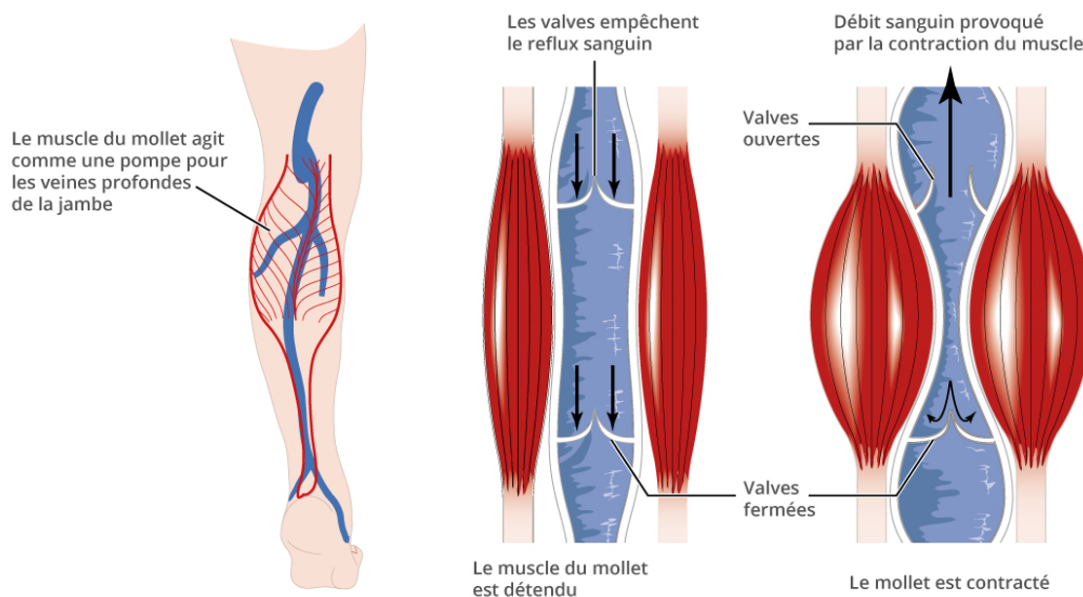 Le muscle du mollet agit
comme une pompe pour
les veines profondes
de la jambe
Les valves empêchent
le reflux sanguin
Débit sanguin provoqué
par la contraction du muscle
Valves
ouvertes
Valves
fermées
Le muscle du mollet
est détendu
Le mollet est contracté